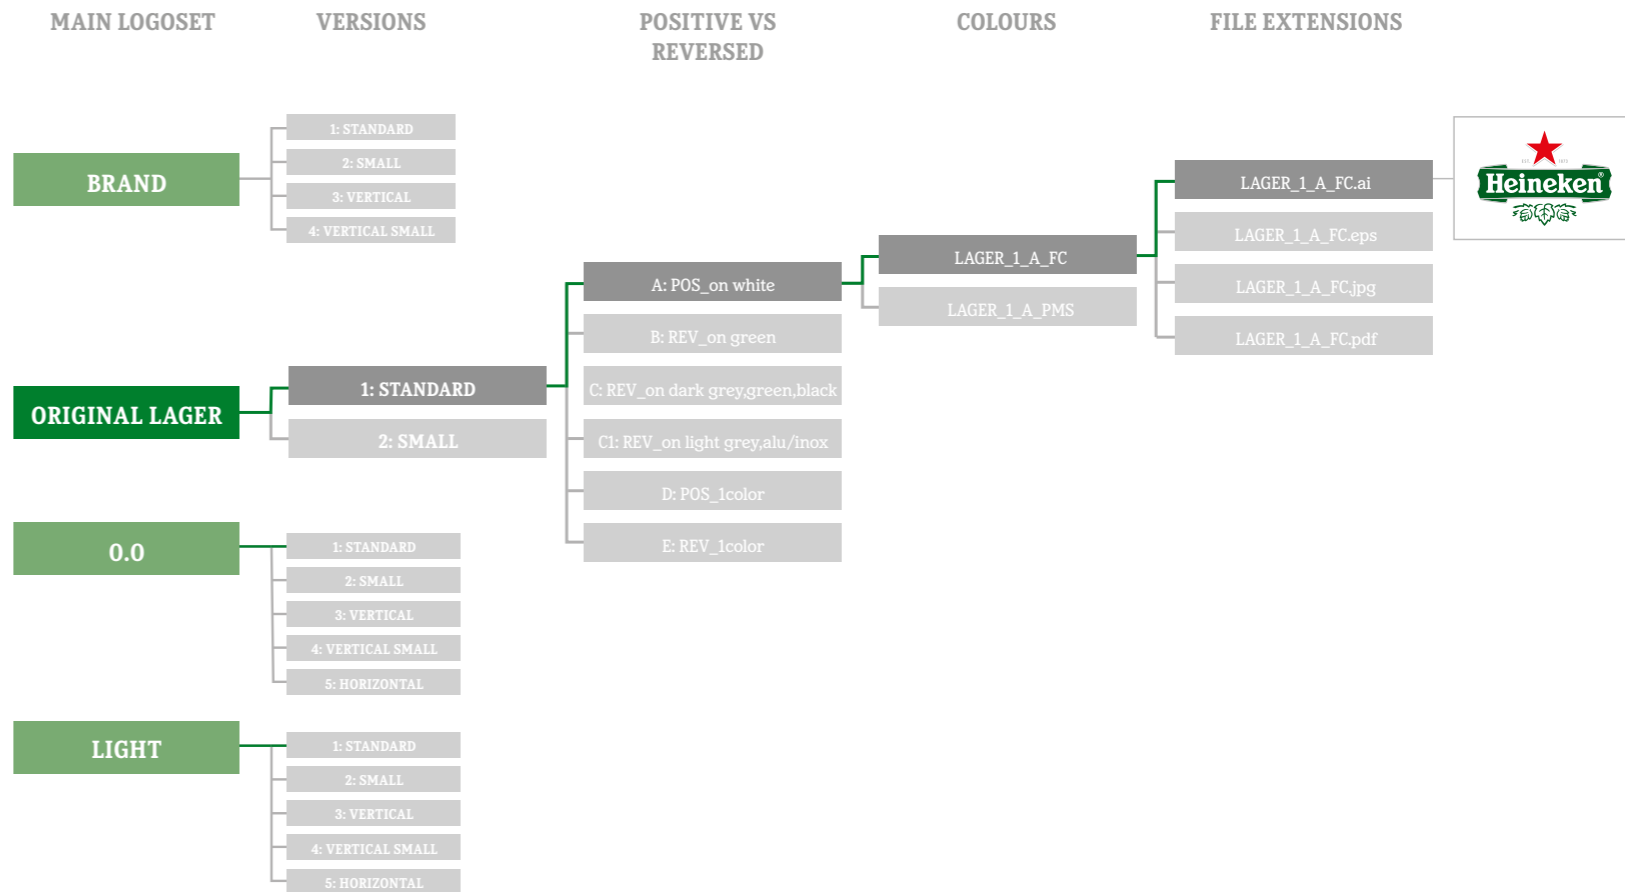 MAIN LOGOSET
VERSIONS
POSITIVE VS
REVERSED
COLOURS
FILE EXTENSIONS
BRAND
1: STANDARD
2: SMALL
3: VERTICAL
4: VERTICAL SMALL
ORIGINAL LAGER
1: STANDARD
2: SMALL
A: POS_on white
B: REV_on green
C: REV_on dark grey,green,black
C1: REV_on light grey,alu/inox
D: POS_1color
E: REV_1color
LAGER_1_A_FC
LAGER_1_A_PMS
LAGER_1_A_FC.ai
LAGER_1_A_FC.eps
LAGER_1_A_FC.jpg
LAGER_1_A_FC.pdf
Heineken®
0.0
1: STANDARD
2: SMALL
3: VERTICAL
4: VERTICAL SMALL
5: HORIZONTAL
LIGHT
1: STANDARD
2: SMALL
3: VERTICAL
4: VERTICAL SMALL
5: HORIZONTAL